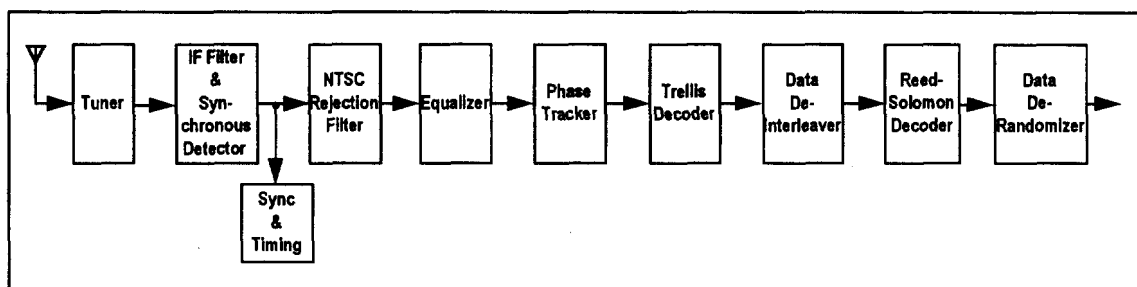 Tuner
IF Filter
&
Syn-
chronous
Detector
NTSC
Rejection
Filter
Equalizer
Phase
Tracker
Trellis
Decoder
Data
De-
Interleaver
Reed-
Solomon
Decoder
Data
De-
Randomizer
Sync
&
Timing